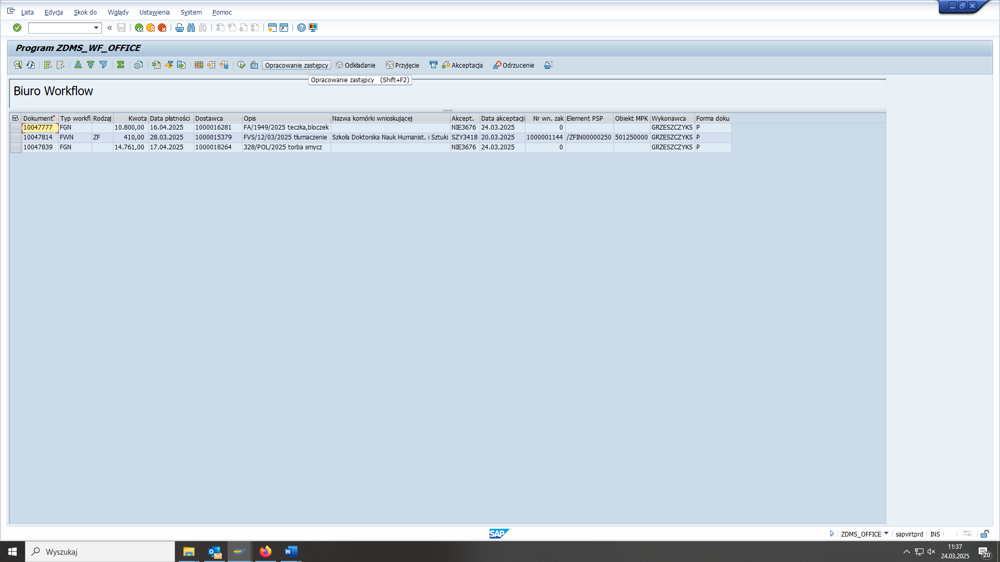 Lista Edycja Skok do Wglądy Ustawienia System Pomoc
Program ZDMS_WF_OFFICE
Opracowanie zastępcy Odkładanie Przyjęcie Akceptacja Odrzucenie
Opracowanie zastępcy (Shift+F2)
Biuro Workflow
Dokument Typ workfl Rodzaj Kwota Data płatności Dostawca Opis Nazwa komórki wnioskującej Akcept. Data akceptacji Nr wn. zak Element PSP Obiekt MPK Wykonawca Forma doku
10047777 FGN 10.800,00 16.04.2025 1000016281 FA/1949/2025 teczka,bloczek NIE3676 24.03.2025 0 GRZESZCZYKS P
10047814 FWN ZF 410,00 28.03.2025 1000015379 FVS/12/03/2025 tłumaczenie Szkoła Doktorska Nauk Humanist. i Sztuki SZY3418 20.03.2025 1000001144 /ZFIN00000250 501250000 GRZESZCZYKS P
10047839 FGN 14.761,00 17.04.2025 1000018264 328/POL/2025 torba smycz NIE3676 24.03.2025 0 GRZESZCZYKS P
SAP
ZDMS_OFFICE sapvirtprd INS
Wyszukaj
11:37
24.03.2025
20